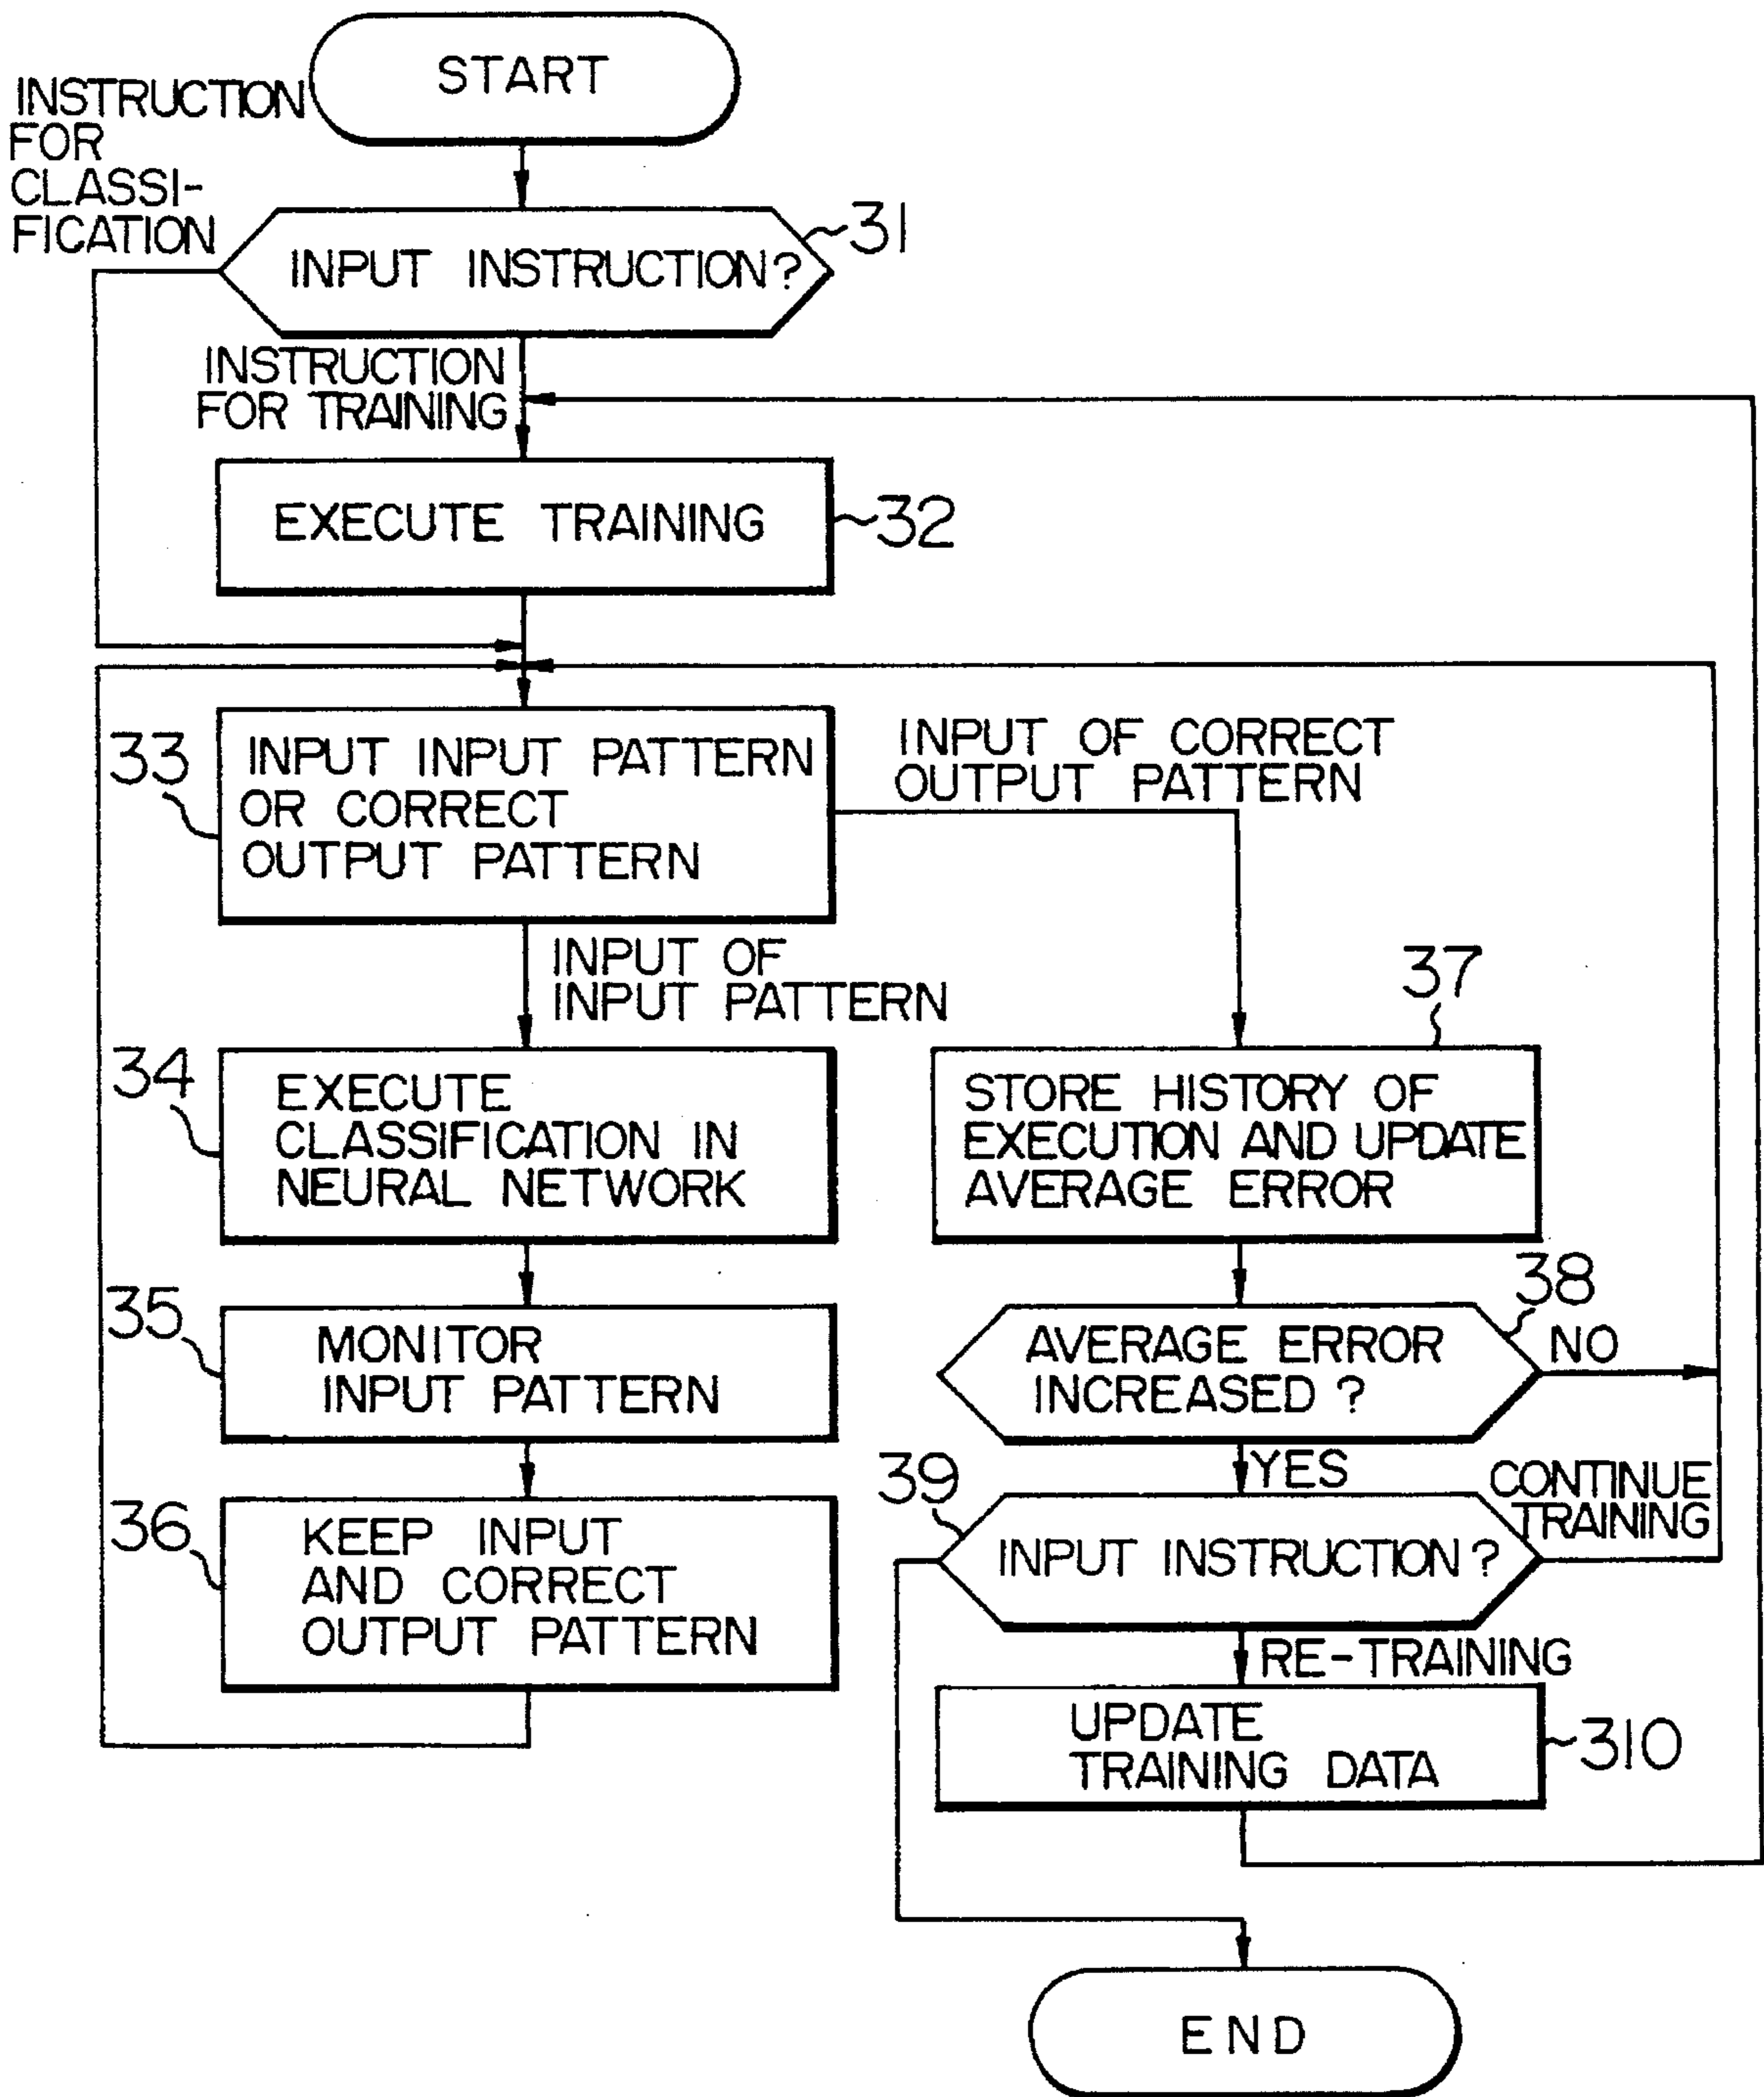 START
INSTRUCTION
FOR
CLASSI-
FICATION
31
INPUT INSTRUCTION?
INSTRUCTION
FOR TRAINING
EXECUTE TRAINING
32
33
INPUT INPUT PATTERN
OR CORRECT
OUTPUT PATTERN
INPUT OF CORRECT
OUTPUT PATTERN
INPUT OF
INPUT PATTERN
34
EXECUTE
CLASSIFICATION IN
NEURAL NETWORK
35
MONITOR
INPUT PATTERN
36
KEEP INPUT
AND CORRECT
OUTPUT PATTERN
37
STORE HISTORY OF
EXECUTION AND UPDATE
AVERAGE ERROR
38
AVERAGE ERROR
INCREASED ?
NO
YES
39
INPUT INSTRUCTION ?
CONTINUE
TRAINING
RE-TRAINING
UPDATE
TRAINING DATA
310
END